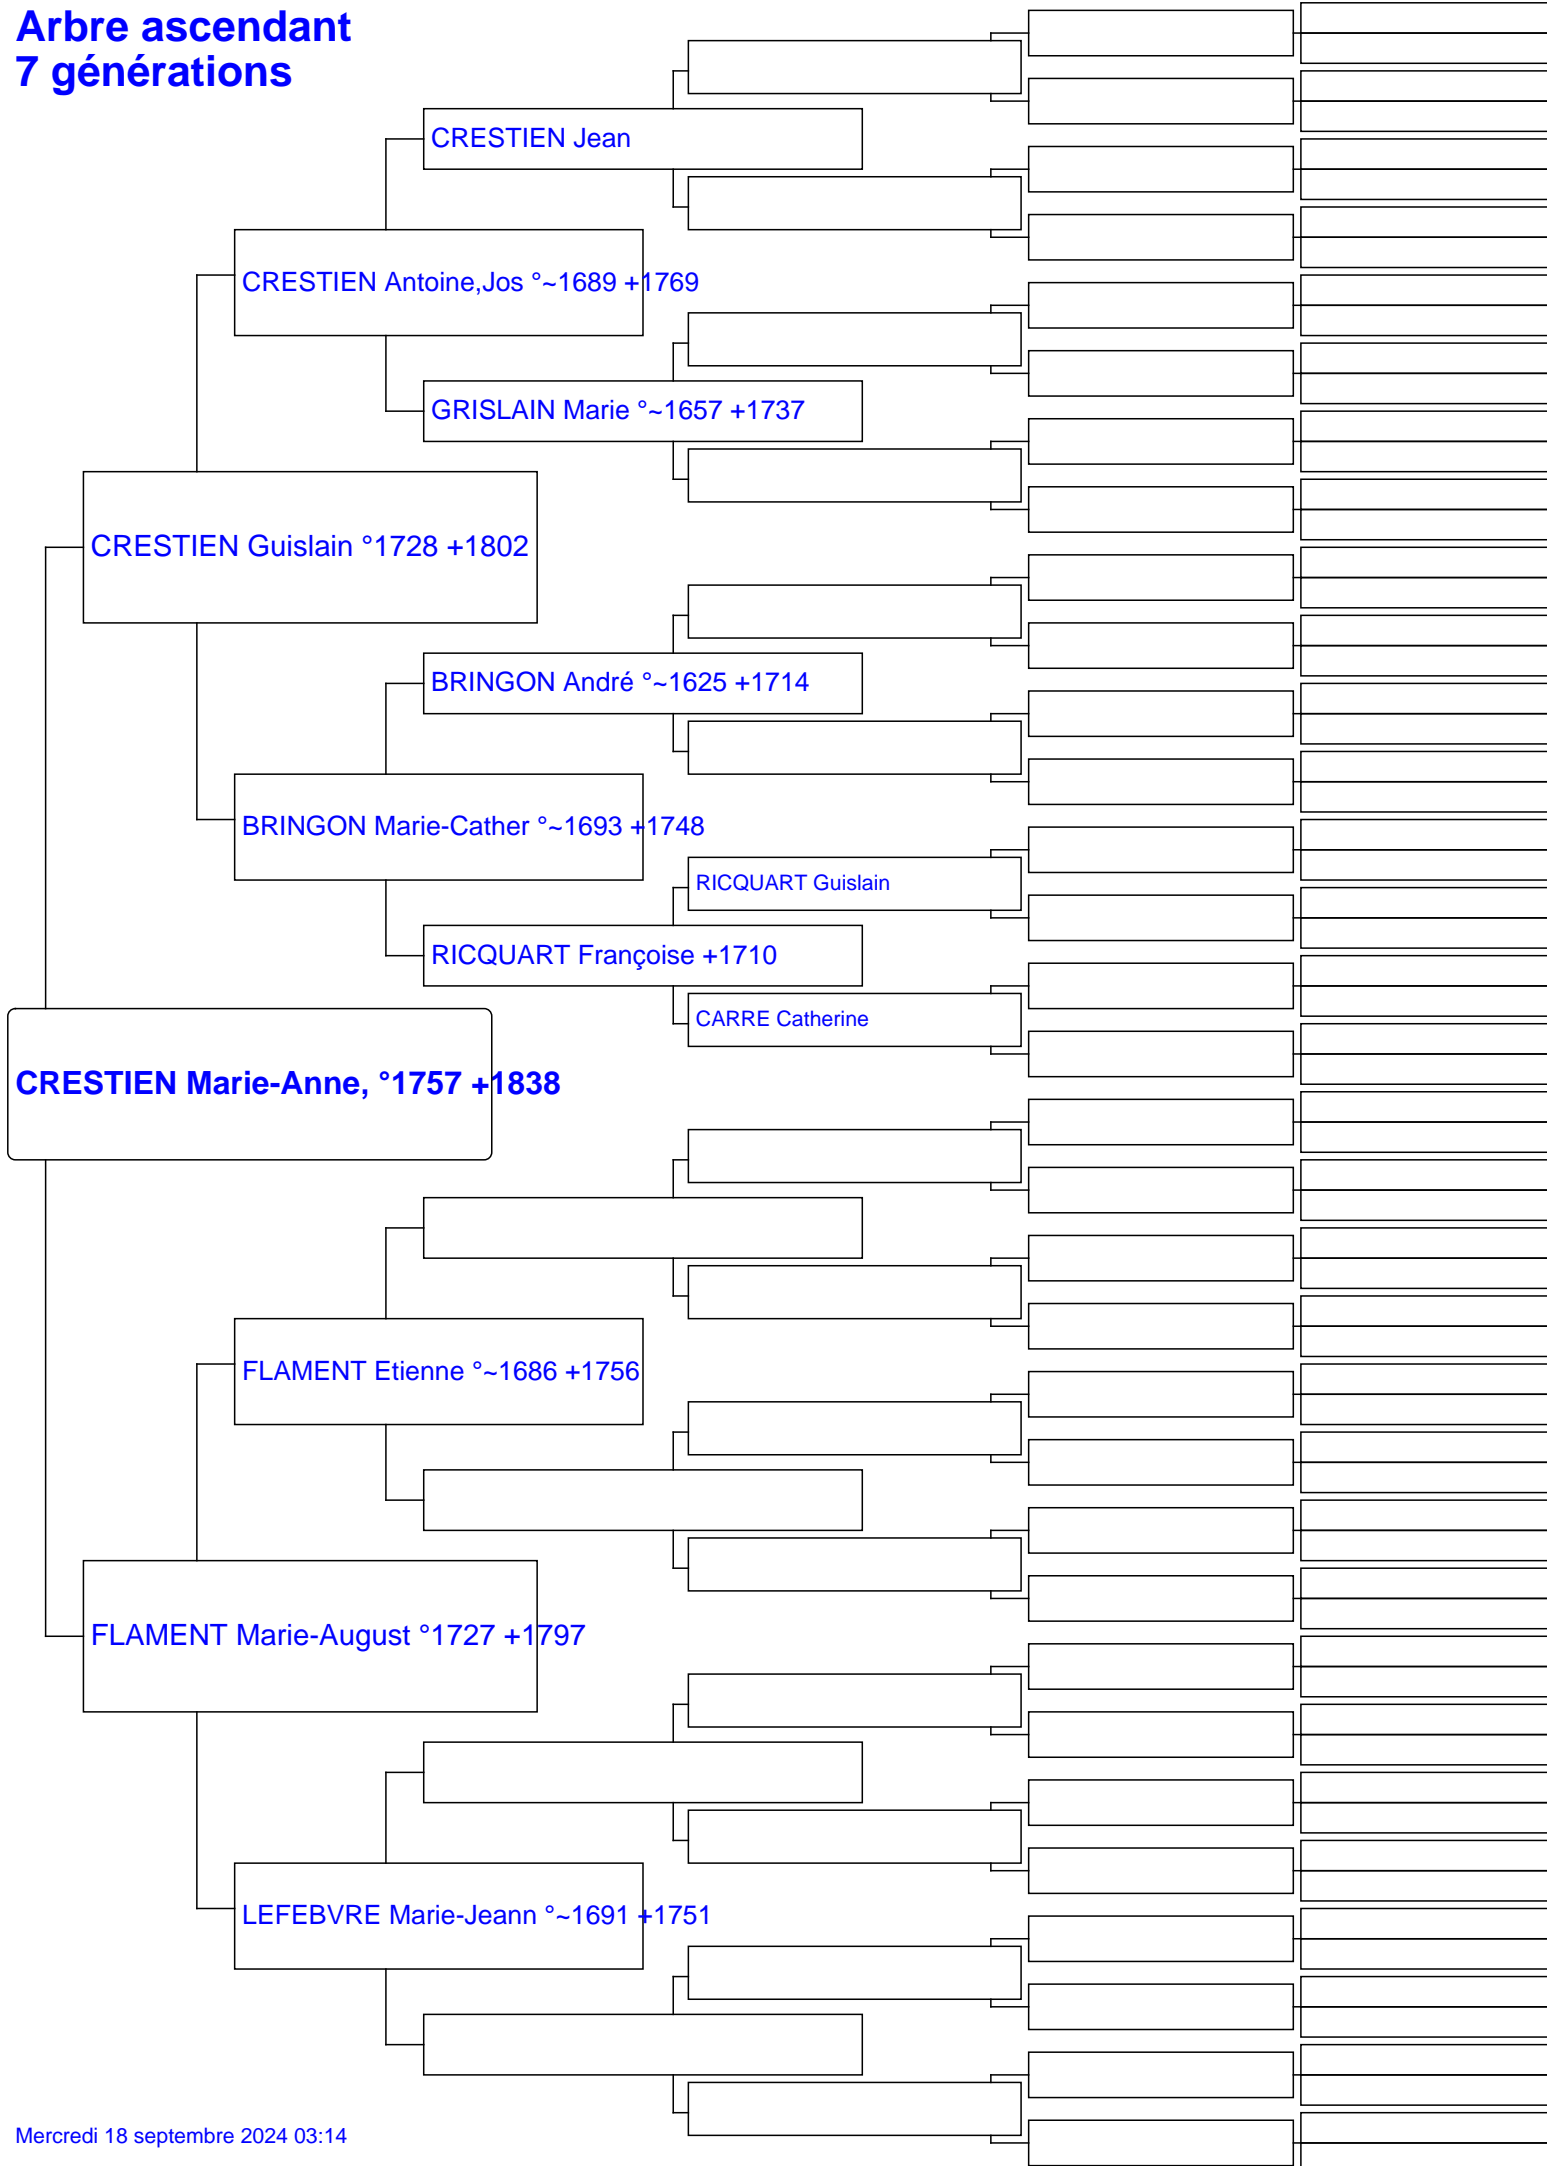 Arbre ascendant
7 générations
CRESTIEN Jean
CRESTIEN Antoine,Jos °~1689 +1769
GRISLAIN Marie °~1657 +1737
CRESTIEN Guislain °1728 +1802
BRINGON André °~1625 +1714
BRINGON Marie-Cather °~1693 +1748
RICQUART Guislain
RICQUART Françoise +1710
CARRE Catherine
CRESTIEN Marie-Anne, °1757 +1838
FLAMENT Etienne °~1686 +1756
FLAMENT Marie-August °1727 +1797
LEFEBVRE Marie-Jeann °~1691 +1751
Mercredi 18 septembre 2024 03:14